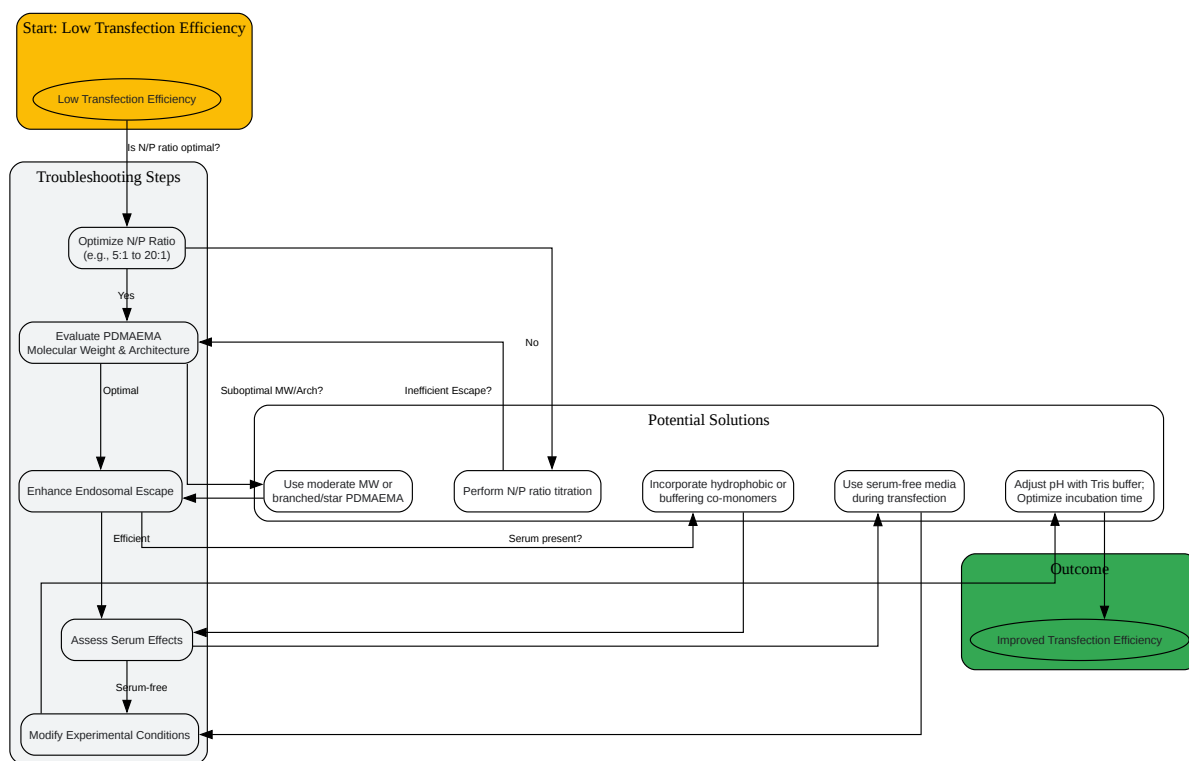 Start: Low Transfection Efficiency
Low Transfection Efficiency
Is N/P ratio optimal?
Troubleshooting Steps
Optimize N/P Ratio
(e.g., 5:1 to 20:1)
Yes
Evaluate PDMAEMA
Molecular Weight & Architecture
No
Optimal
Suboptimal MW/Arch?
Inefficient Escape?
Potential Solutions
Enhance Endosomal Escape
Use moderate MW or
branched/star PDMAEMA
Perform N/P ratio titration
Incorporate hydrophobic or
buffering co-monomers
Use serum-free media
during transfection
Adjust pH with Tris buffer;
Optimize incubation time
Efficient
Serum present?
Outcome
Assess Serum Effects
Improved Transfection Efficiency
Serum-free
Modify Experimental Conditions